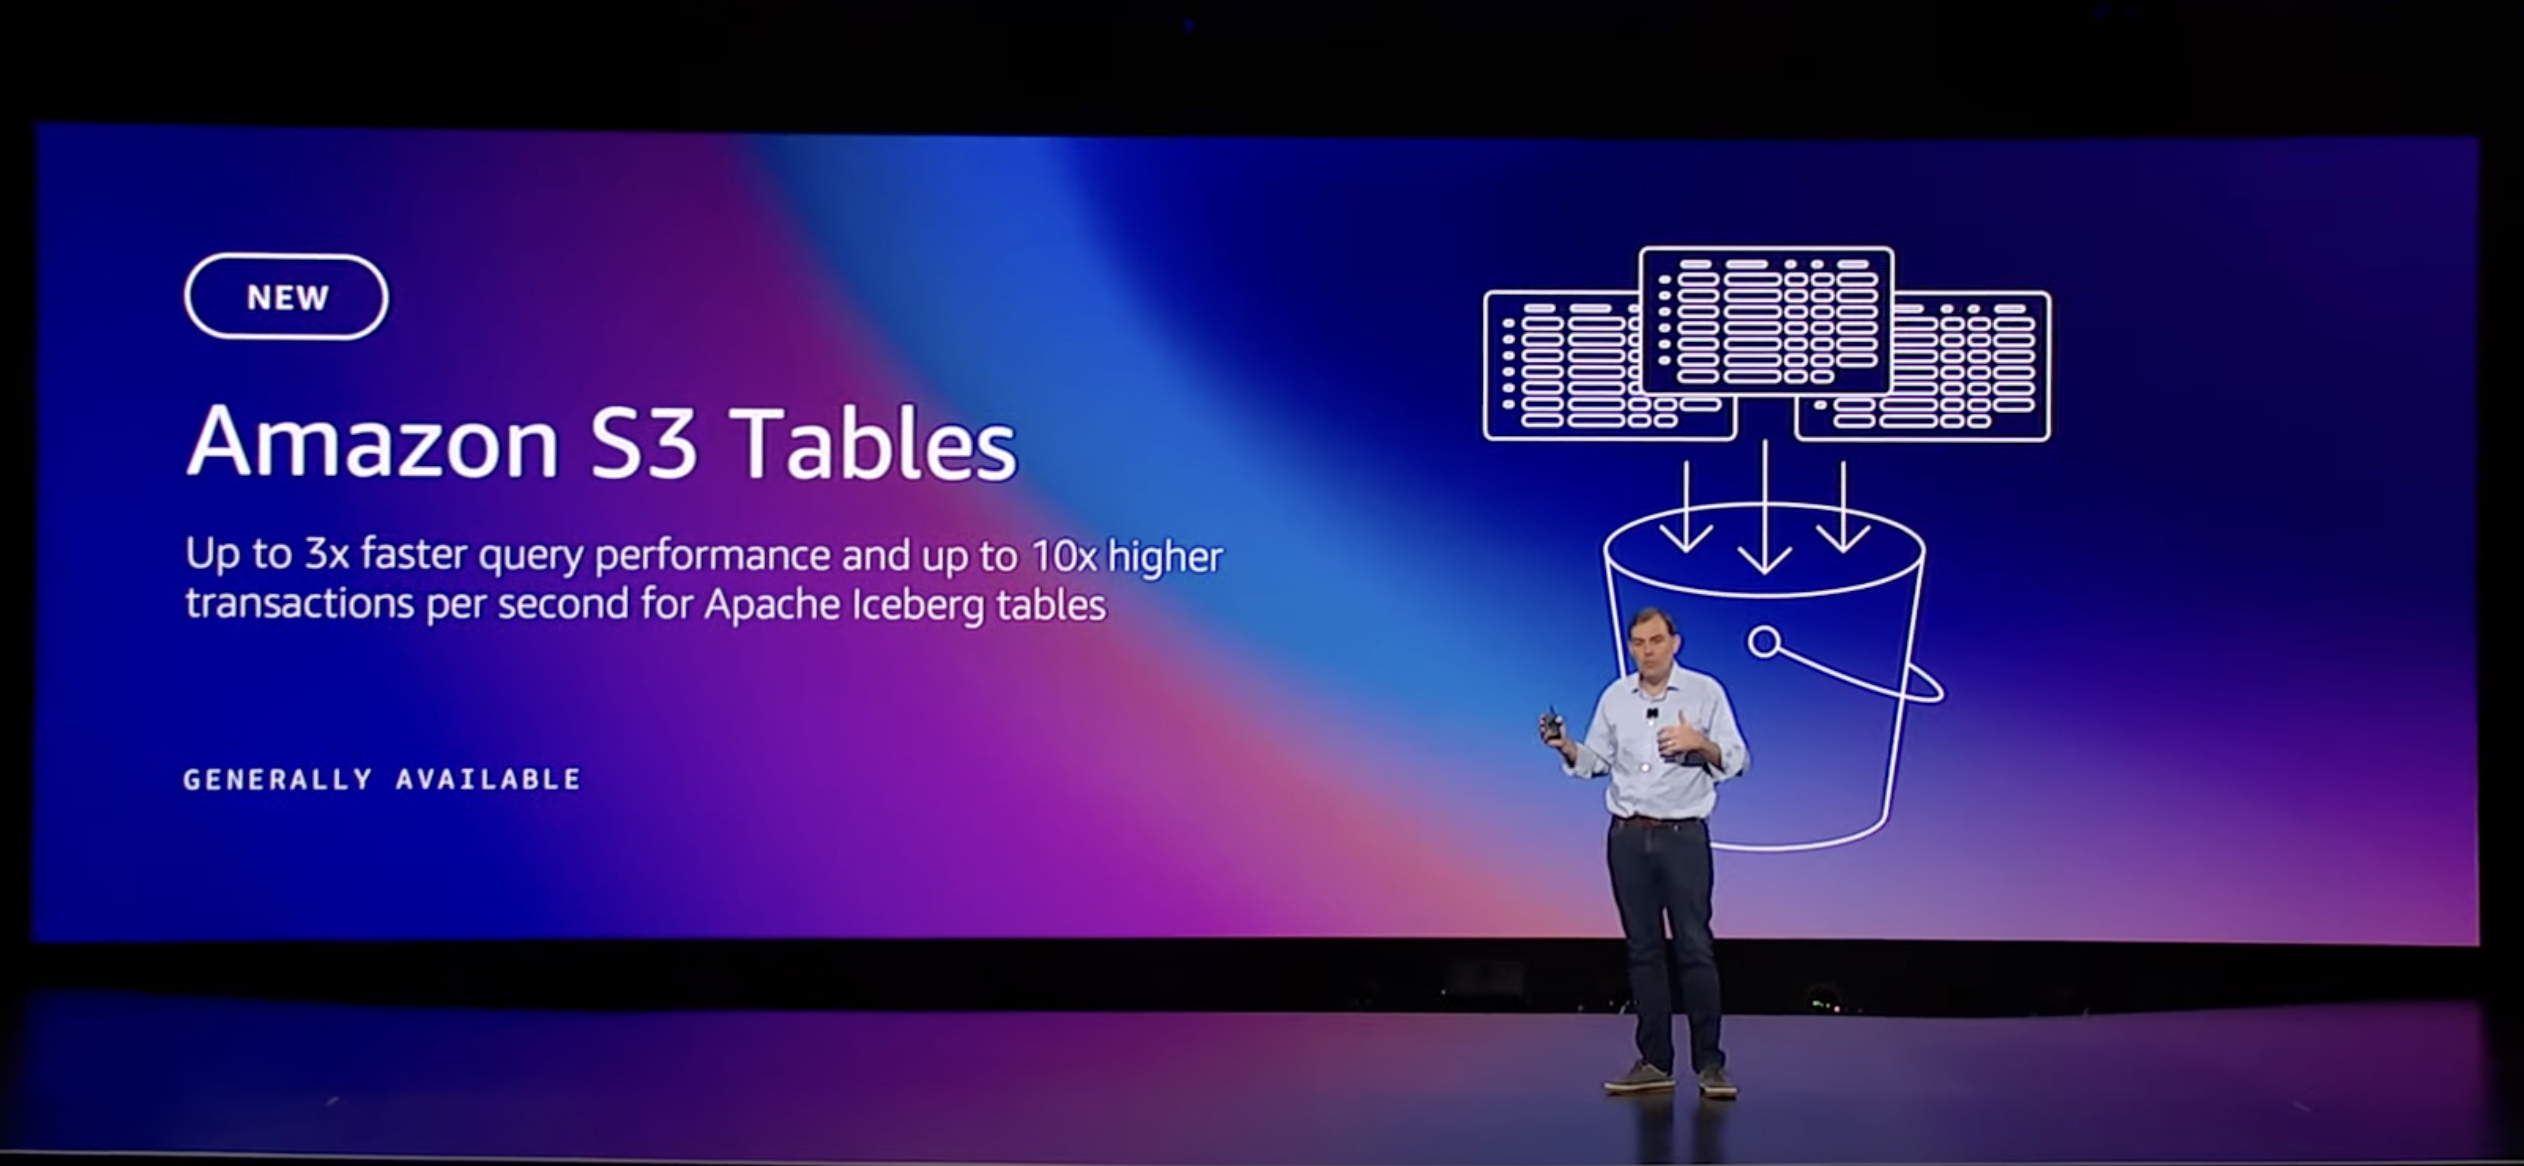 NEW
Amazon S3 Tables
Up to 3x faster query performance and up to 10x higher
transactions per second for Apache Iceberg tables
GENERALLY AVAILABLE